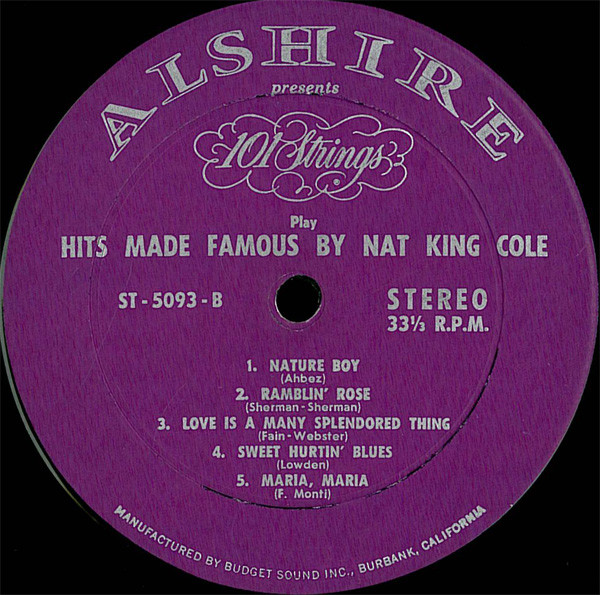 ALSHIRE
presents
101 Strings
Play
HITS MADE FAMOUS BY NAT KING COLE
ST-5093-B
STEREO
33⅓ R.P.M.
1. NATURE BOY
(Ahbez)
2. RAMBLIN' ROSE
(Sherman-Sherman)
3. LOVE IS A MANY SPLENDORED THING
(Fain-Webster)
4. SWEET HURTIN' BLUES
(Lowden)
5. MARIA, MARIA
(F. Monti)
MANUFACTURED BY BUDGET SOUND INC., BURBANK, CALIFORNIA